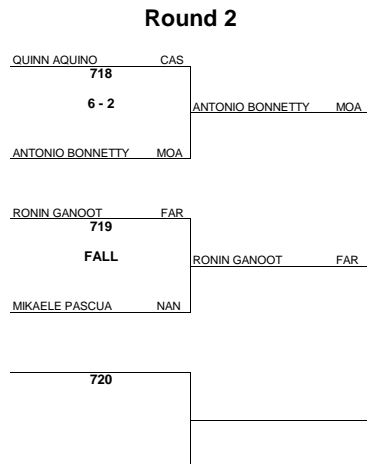 Round 2
QUINN AQUINO CAS
718
6 - 2
ANTONIO BONNETTY MOA
ANTONIO BONNETTY MOA
RONIN GANOOT FAR
719
FALL
RONIN GANOOT FAR
MIKAELE PASCUA NAN
720